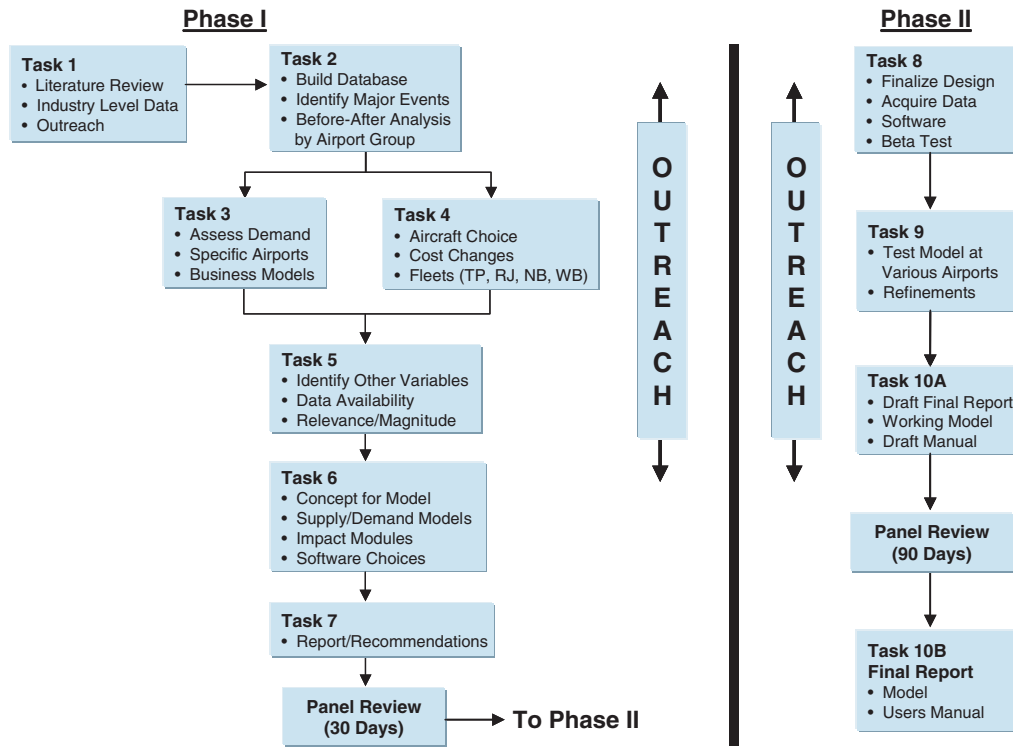 Phase I
Task 1
• Literature Review
• Industry Level Data
• Outreach
Task 2
• Build Database
• Identify Major Events
• Before-After Analysis
by Airport Group
Task 3
• Assess Demand
• Specific Airports
• Business Models
Task 4
• Aircraft Choice
• Cost Changes
• Fleets (TP, RJ, NB, WB)
Task 5
• Identify Other Variables
• Data Availability
• Relevance/Magnitude
Task 6
• Concept for Model
• Supply/Demand Models
• Impact Modules
• Software Choices
Task 7
• Report/Recommendations
Panel Review
(30 Days)
To Phase II
OUTREACH
Phase II
OUTREACH
Task 8
• Finalize Design
• Acquire Data
• Software
• Beta Test
Task 9
• Test Model at
Various Airports
• Refinements
Task 10A
• Draft Final Report
• Working Model
• Draft Manual
Panel Review
(90 Days)
Task 10B
Final Report
• Model
• Users Manual